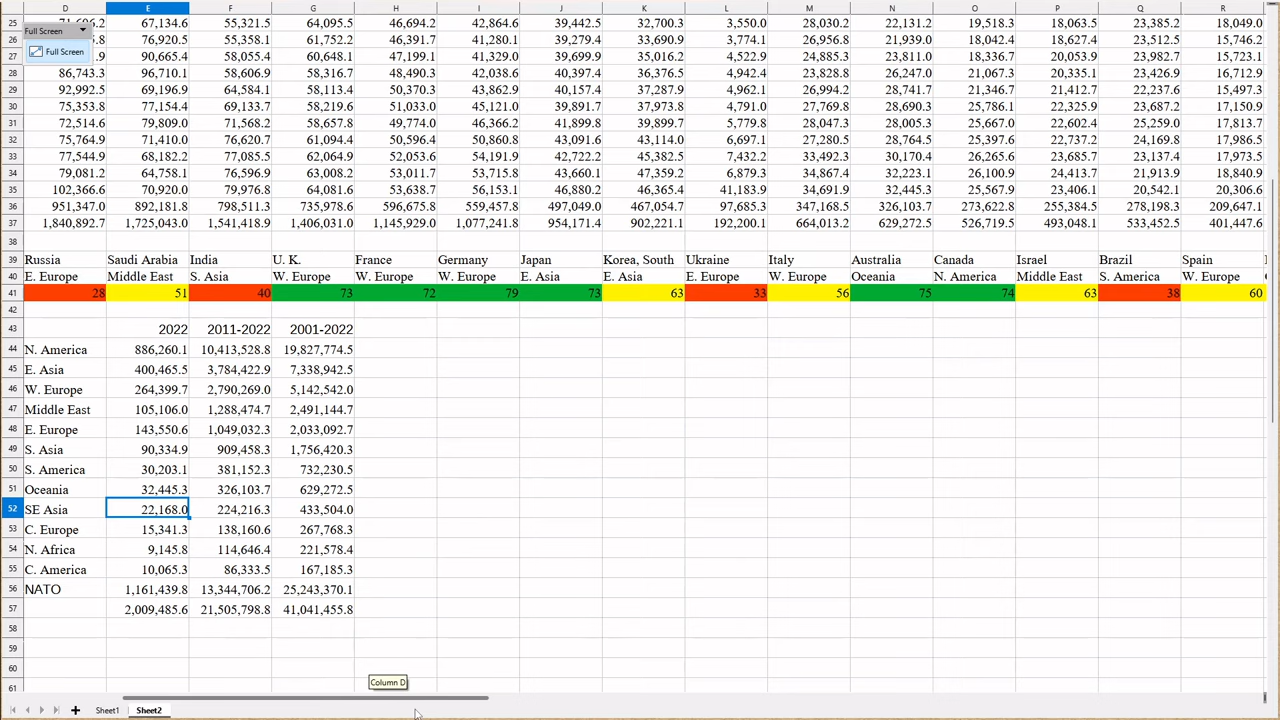 D E F G H I J K L M N O P Q R
25 67,134.6 55,321.5 64,095.5 46,694.2 42,864.6 39,442.5 32,700.3 3,550.0 28,030.2 22,131.2 19,518.3 18,063.5 23,385.2 18,049.0
Full Screen
26 76,920.5 55,358.1 61,752.2 46,391.7 41,280.1 39,279.4 33,690.9 3,774.1 26,956.8 21,939.0 18,042.4 18,627.4 23,512.5 15,746.2
Full Screen
27 90,665.4 58,055.4 60,648.1 47,199.1 41,329.0 39,699.9 35,016.2 4,522.9 24,855.3 23,811.0 18,336.7 20,053.9 23,982.7 15,723.1
28 86,743.3 96,710.1 58,606.9 58,316.7 48,490.3 42,038.6 40,397.4 36,376.5 4,942.4 23,828.8 26,247.0 21,067.3 20,335.1 23,426.9 16,712.9
29 92,992.5 69,196.9 64,584.1 58,113.4 50,370.3 43,862.9 40,157.4 37,287.9 4,962.1 26,994.2 28,741.7 21,346.7 21,412.7 22,237.6 15,497.3
30 75,353.8 77,154.4 69,133.7 58,219.6 51,033.0 45,121.0 39,891.7 37,973.8 4,791.0 27,769.8 28,690.3 25,786.1 22,325.9 23,687.2 17,150.9
31 72,514.6 79,809.0 71,568.2 58,657.8 49,774.0 46,366.2 41,899.8 39,899.7 5,779.8 28,047.3 28,005.3 25,667.0 22,602.4 25,259.0 17,813.7
32 75,764.9 71,410.0 76,620.7 61,094.4 50,596.4 50,860.8 43,091.6 43,114.0 6,697.1 27,280.5 28,764.5 25,397.6 22,737.2 24,169.8 17,986.5
33 77,544.9 68,182.2 77,085.5 62,064.9 52,053.6 54,191.9 42,722.2 45,382.5 7,432.2 33,492.3 30,170.4 26,265.6 23,685.7 23,137.4 17,973.5
34 79,081.2 64,758.1 76,596.9 63,008.2 53,011.7 53,715.8 43,660.1 47,359.2 6,879.3 34,867.4 32,223.1 26,100.9 24,413.7 21,913.9 18,840.9
35 102,366.6 70,920.0 79,976.8 64,081.6 53,638.7 56,153.1 46,880.2 46,365.4 41,183.9 34,691.9 32,445.3 25,567.9 23,406.1 20,542.1 20,306.6
36 951,347.0 892,181.8 798,511.3 735,978.6 596,675.8 559,457.8 497,049.0 467,054.7 97,685.3 347,168.5 326,103.7 273,622.8 255,384.5 278,198.3 209,647.1
37 1,840,892.7 1,725,043.0 1,541,418.9 1,406,031.0 1,145,929.0 1,077,241.8 954,171.4 902,221.1 192,200.1 664,013.2 629,272.5 526,719.5 493,048.1 533,452.5 401,447.6
38
39 Russia Saudi Arabia India U. K. France Germany Japan Korea, South Ukraine Italy Australia Canada Israel Brazil Spain
40 E. Europe Middle East S. Asia W. Europe W. Europe W. Europe E. Asia E. Asia E. Europe W. Europe Oceania N. America Middle East S. America W. Europe
41 28 51 40 73 72 79 73 63 33 56 75 74 63 38 60
42
43 2022 2011-2022 2001-2022
44 N. America 886,260.1 10,413,528.8 19,827,774.5
45 E. Asia 400,465.5 3,784,422.9 7,338,942.5
46 W. Europe 264,399.7 2,790,269.0 5,142,542.0
47 Middle East 105,106.0 1,288,474.7 2,491,144.7
48 E. Europe 143,550.6 1,049,032.3 2,033,092.7
49 S. Asia 90,334.9 909,458.3 1,756,420.3
50 S. America 30,203.1 381,152.3 732,230.5
51 Oceania 32,445.3 326,103.7 629,272.5
52 SE Asia 22,168.0 224,216.3 433,504.0
53 C. Europe 15,341.3 138,160.6 267,768.3
54 N. Africa 9,145.8 114,646.4 221,578.4
55 C. America 10,065.3 86,333.5 167,185.3
56 NATO 1,161,439.8 13,344,706.2 25,243,370.1
57 2,009,485.6 21,505,798.8 41,041,455.8
58
59
60
61
Column D
Sheet1 Sheet2